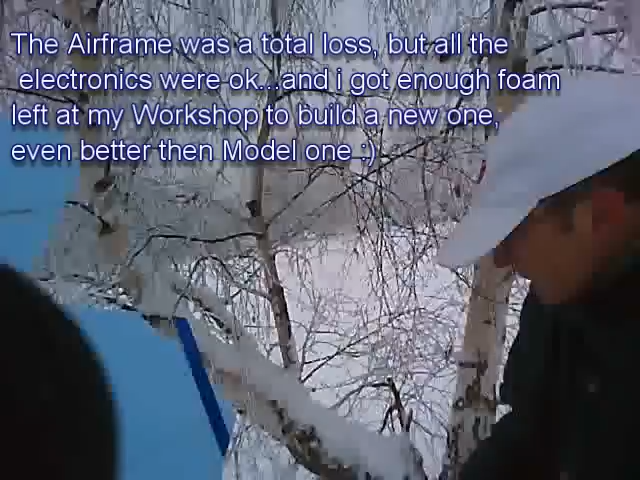 The Airframe was a total loss, but all the
electronics were ok...and i got enough foam
left at my Workshop to build a new one,
even better then Model one :)